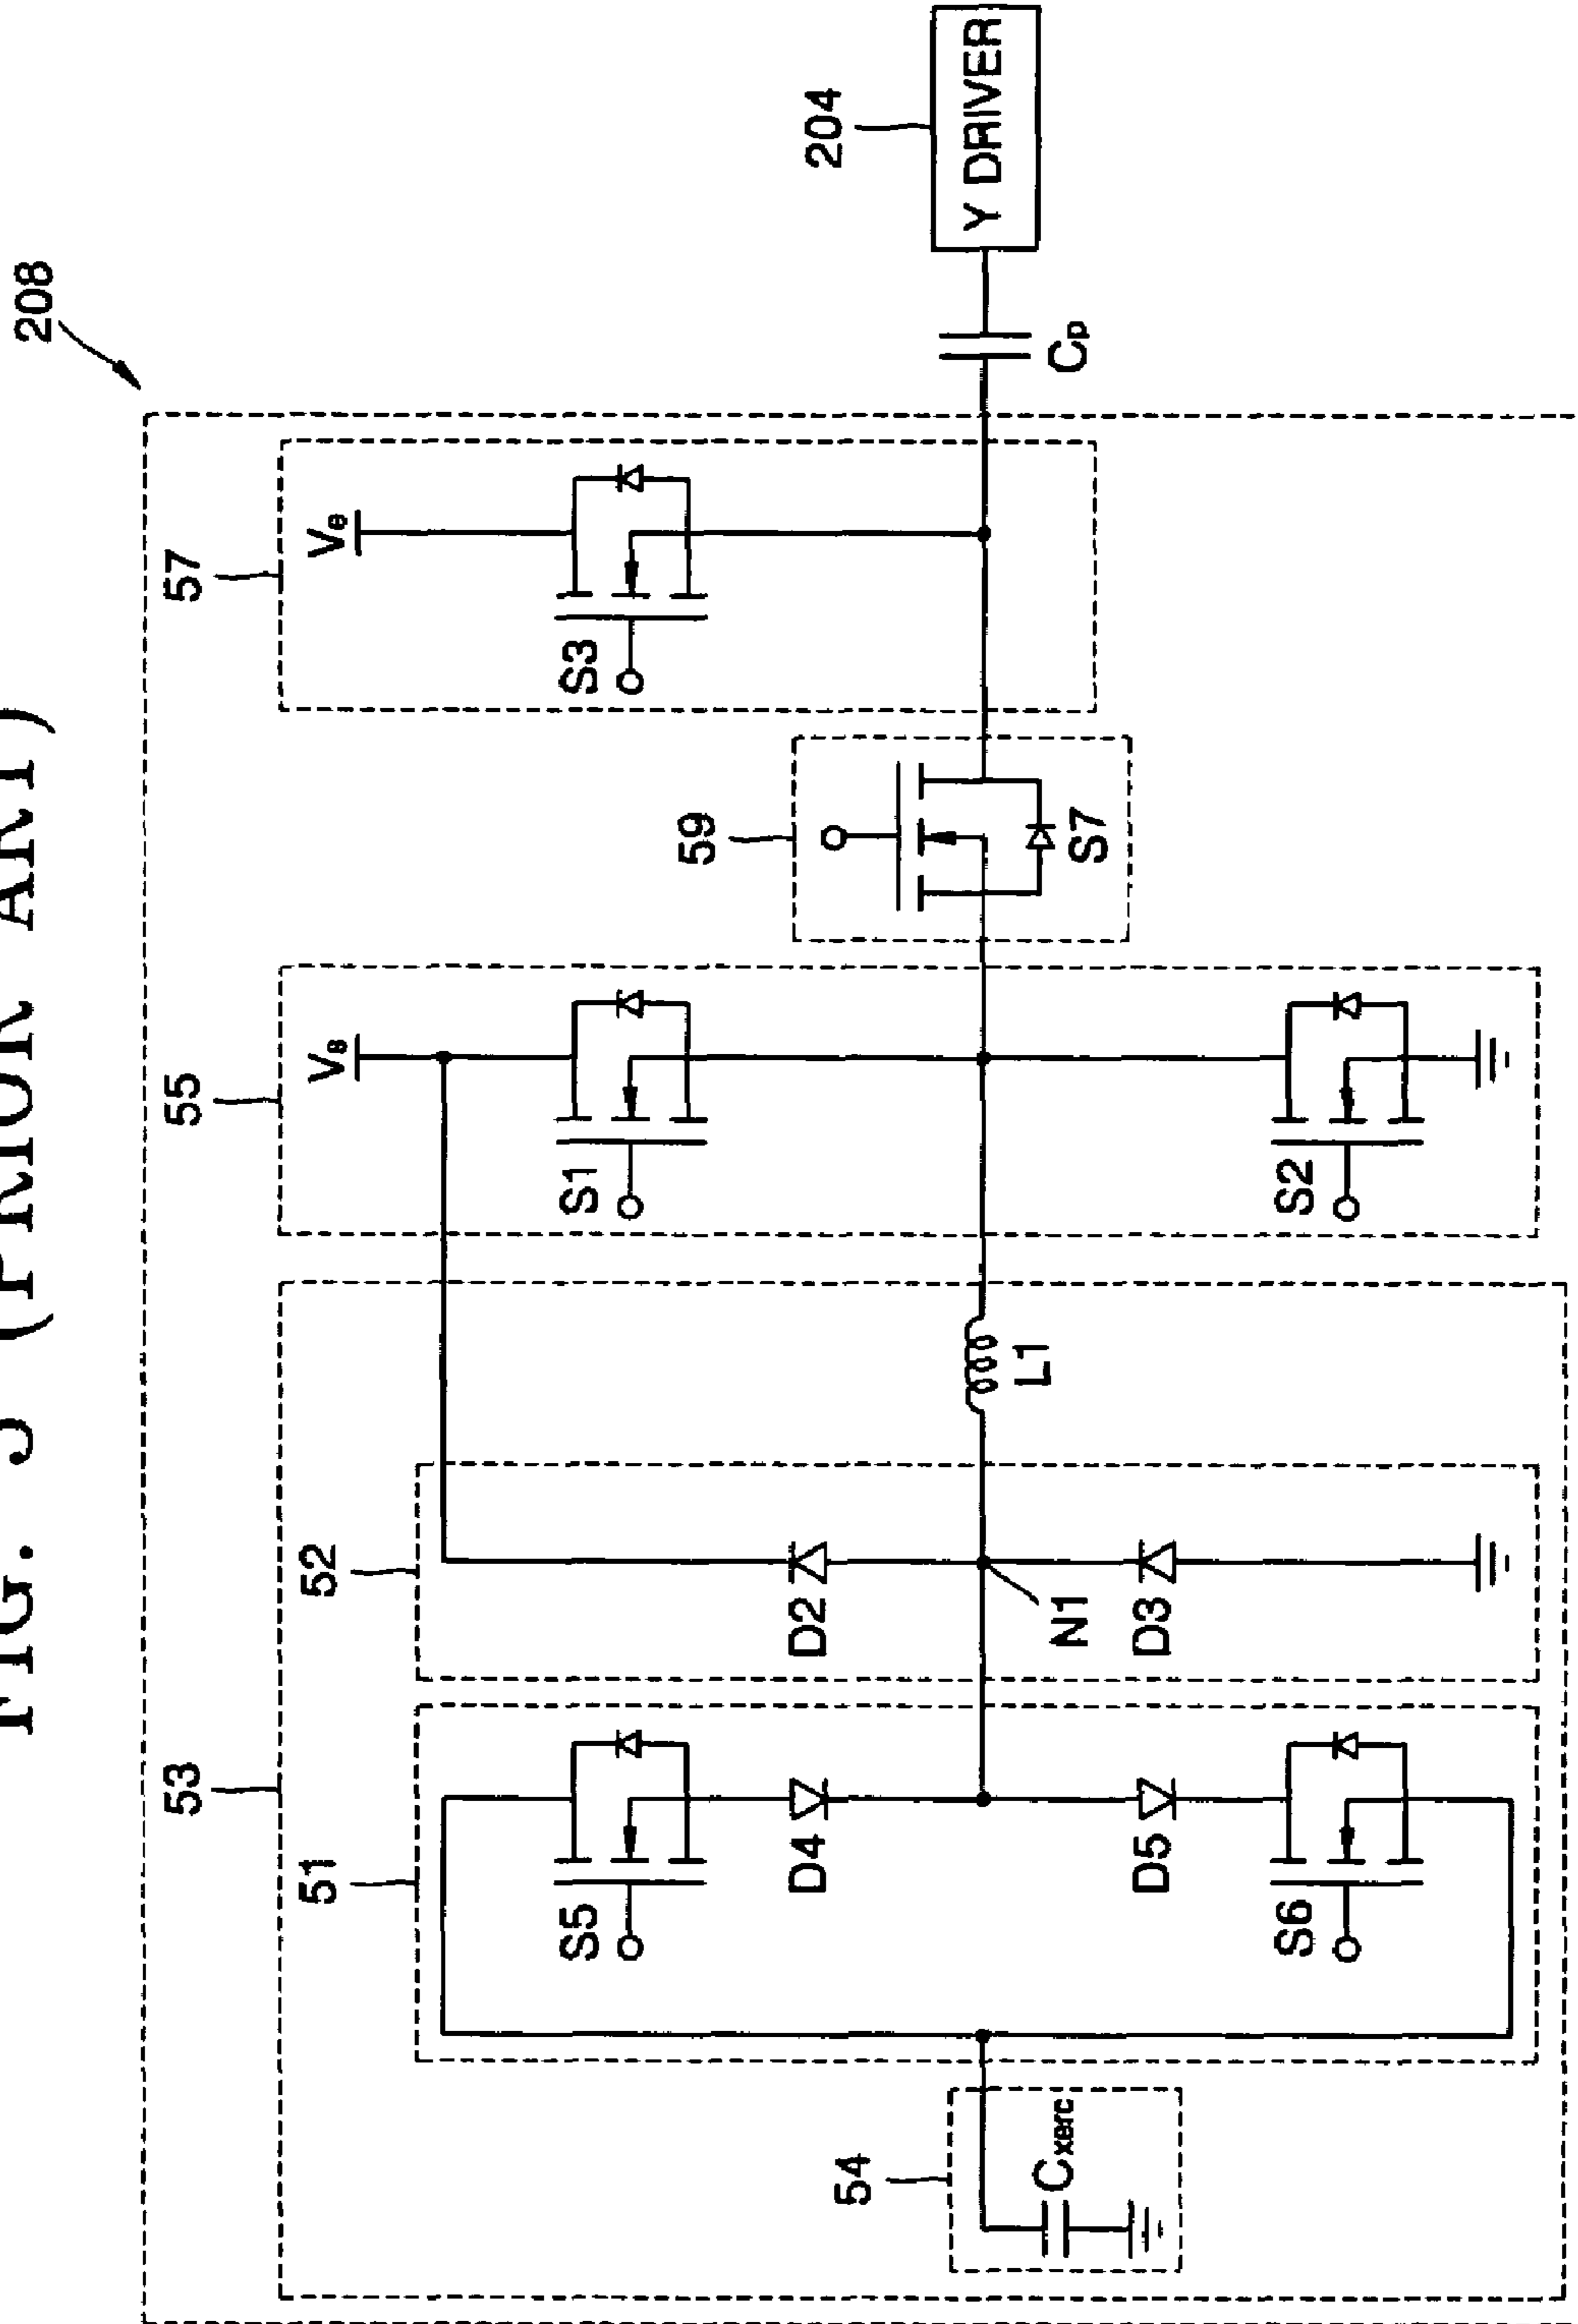 FIG. 5 (PRIOR ART)
208
53
51
52
55
57
59
54
204
Vs
Ve
S5
S1
S3
D4
D2
N1
L1
S7
Cp
Y DRIVER
D5
D3
S6
S2
Cxerc